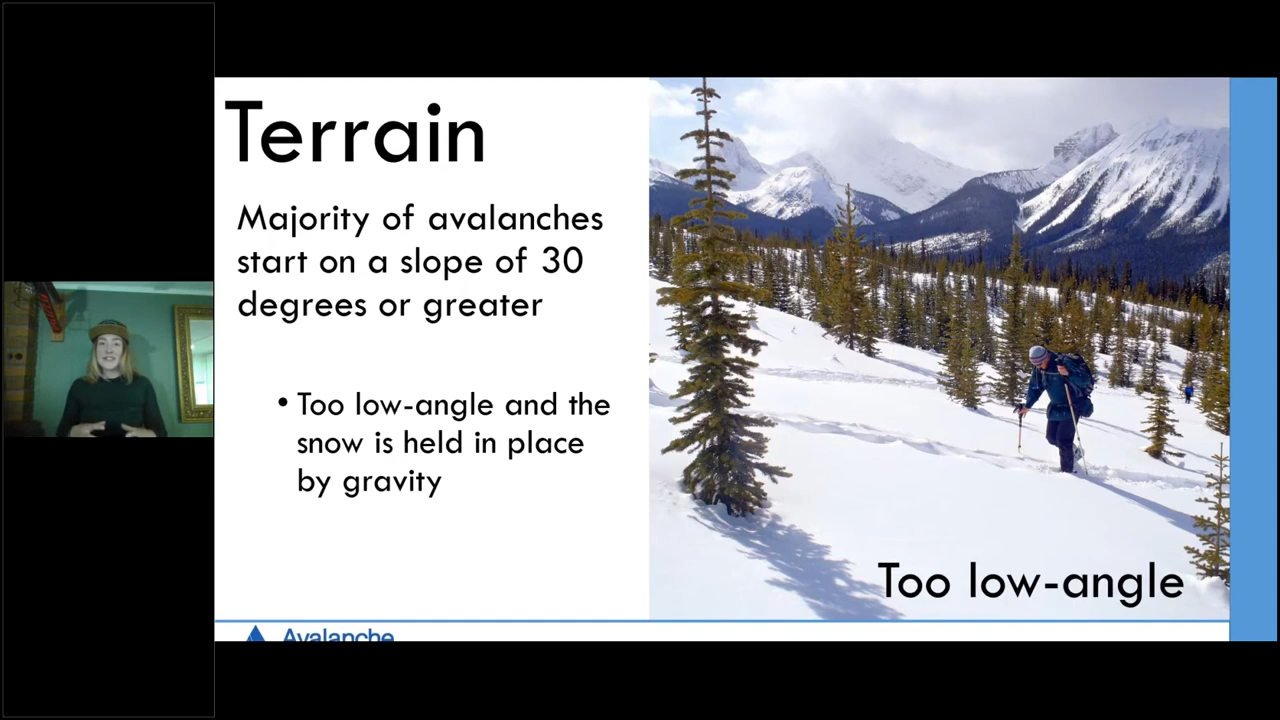 Terrain
Majority of avalanches
start on a slope of 30
degrees or greater
• Too low-angle and the
snow is held in place
by gravity
Too low-angle
Avalanche